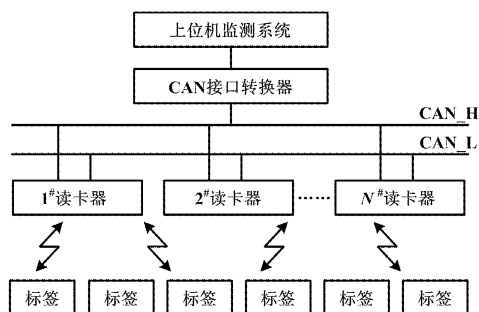 上位机监测系统
CAN接口转换器
CAN_H
CAN_L
1#读卡器 2#读卡器 …… N#读卡器
标签 标签 标签 标签 标签 标签